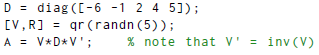 D = diag([-6 -1 2 4 5]);
[V,R] = qr(randn(5));
A = V*D*V';    % note that V' = inv(V)